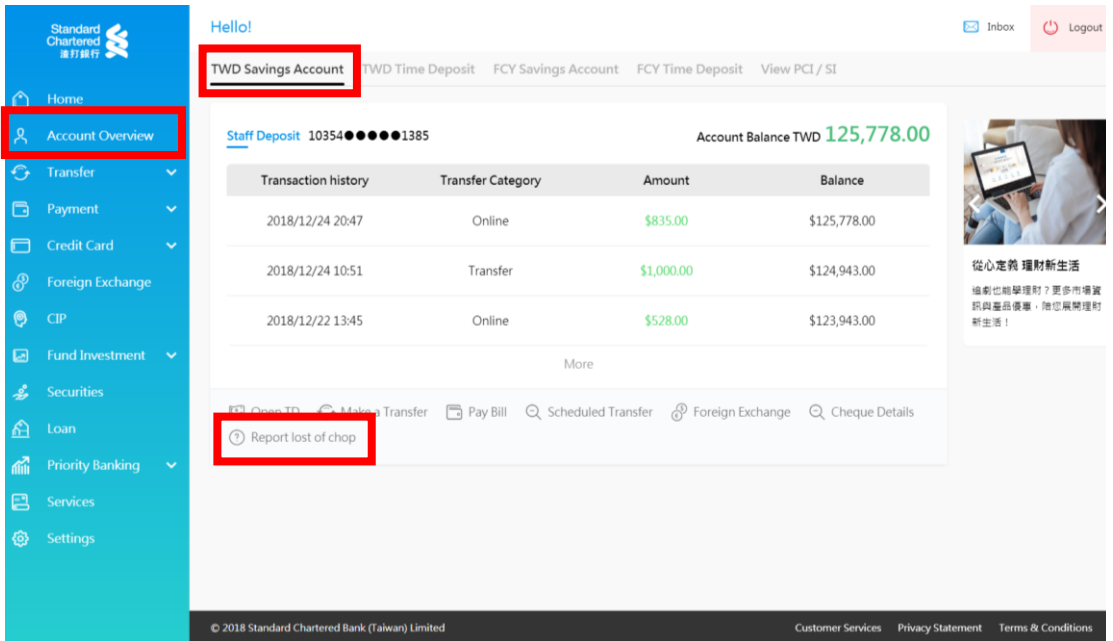 Standard
Chartered
渣打銀行
Hello!
Inbox
Logout
TWD Savings Account TWD Time Deposit FCY Savings Account FCY Time Deposit View PCI / SI
Home
Account Overview
Transfer
Payment
Credit Card
Foreign Exchange
CIP
Fund Investment
Securities
Loan
Priority Banking
Services
Settings
Staff Deposit 10354●●●●●1385 Account Balance TWD 125,778.00
Transaction history Transfer Category Amount Balance
2018/12/24 20:47 Online $835.00 $125,778.00
2018/12/24 10:51 Transfer $1,000.00 $124,943.00
2018/12/22 13:45 Online $528.00 $123,943.00
More
Open TD Make a Transfer Pay Bill Scheduled Transfer Foreign Exchange Cheque Details
Report lost of chop
從心定義 理財新生活
追劇也能學理財？更多市場資
訊與產品優惠，陪您展開理財
新生活！
© 2018 Standard Chartered Bank (Taiwan) Limited
Customer Services Privacy Statement Terms & Conditions